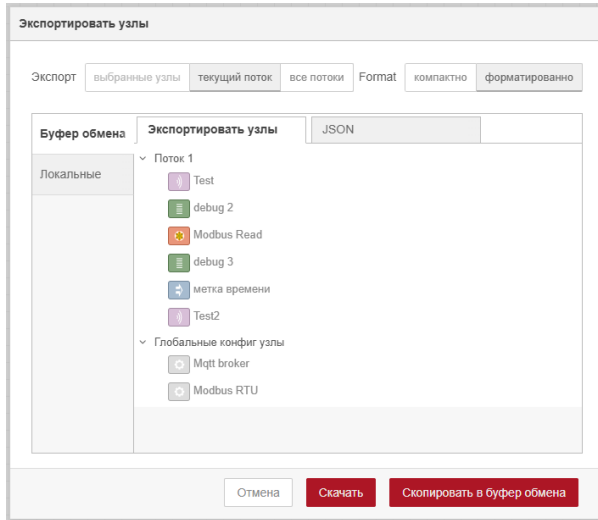 Экспортировать узлы
Экспорт выбранные узлы текущий поток все потоки Format компактно форматированно
Буфер обмена Экспортировать узлы JSON
Локальные
Поток 1
Test
debug 2
Modbus Read
debug 3
метка времени
Test2
Глобальные конфиг узлы
Mqtt broker
Modbus RTU
Отмена Скачать Скопировать в буфер обмена